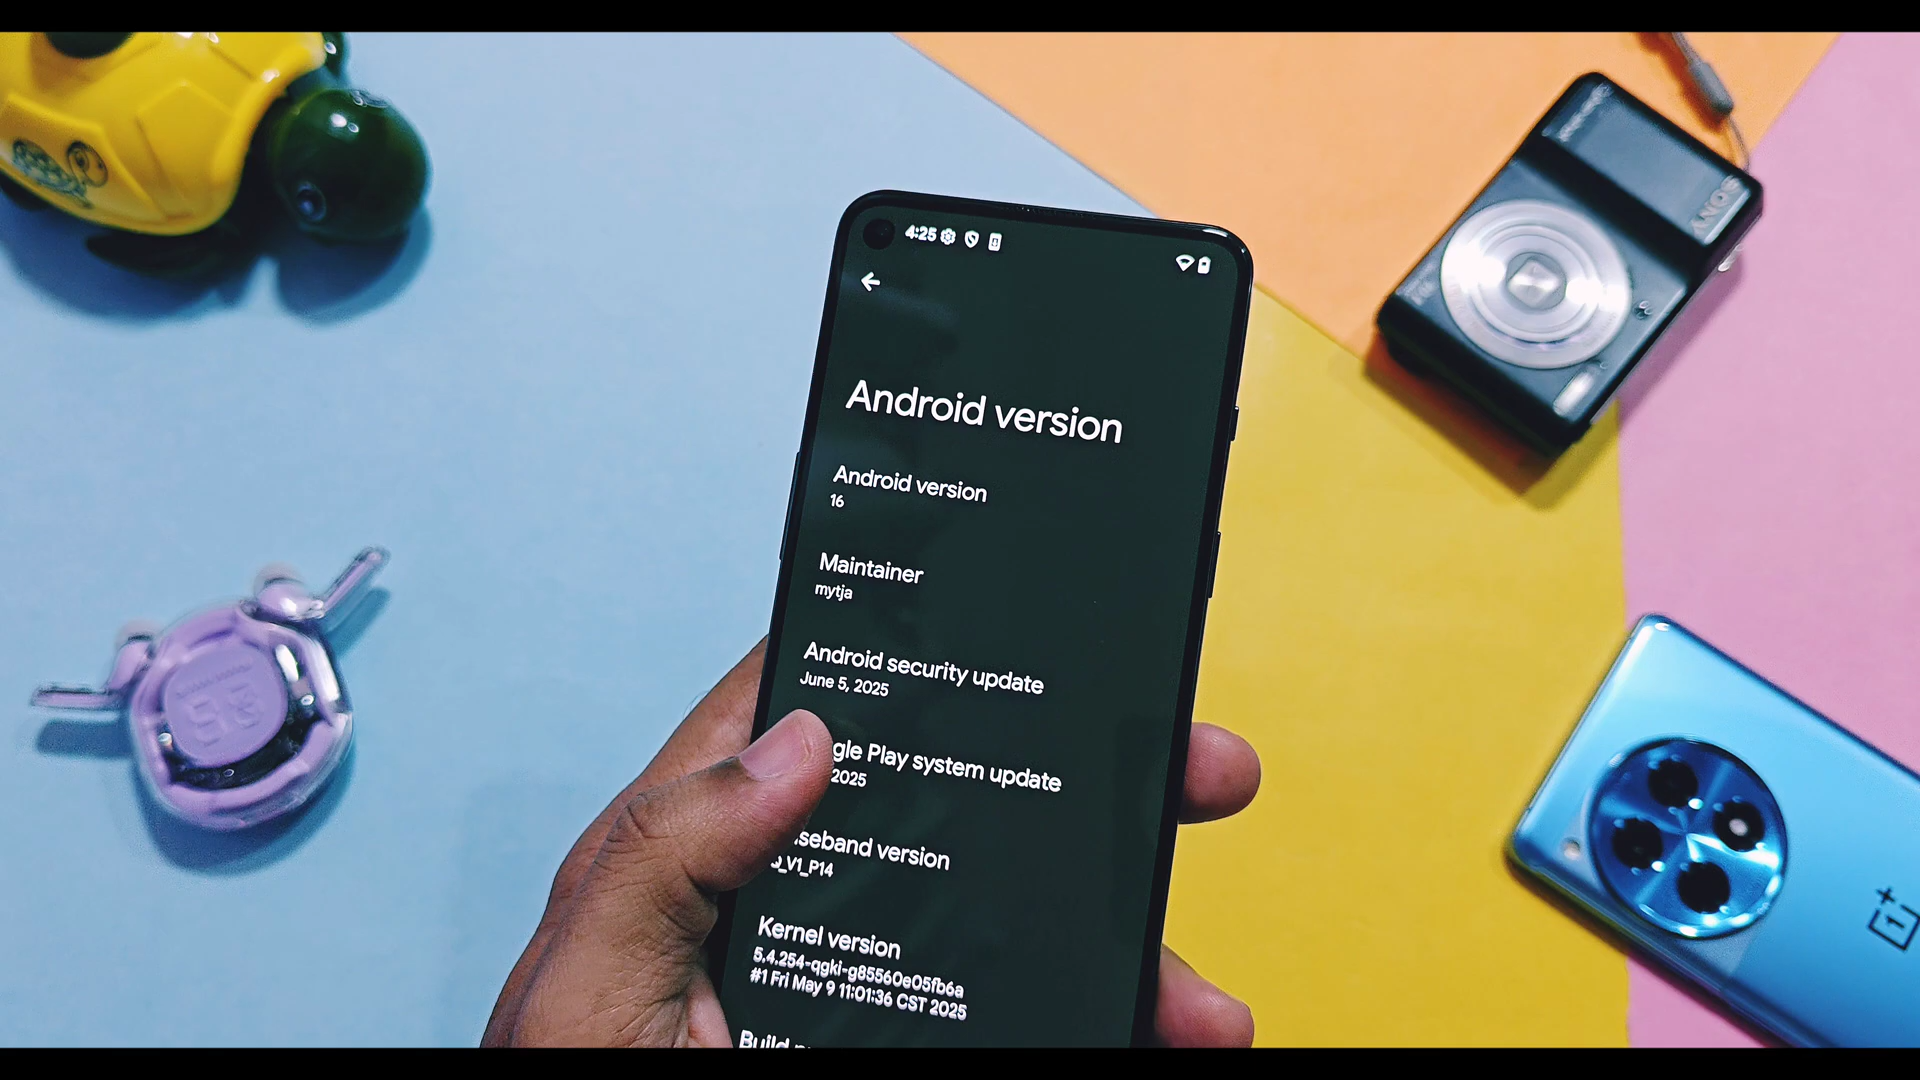 4:25
Android version
Android version
16
Maintainer
mytja
Android security update
June 5, 2025
gle Play system update
2025
seband version
Q_V1_P14
Kernel version
5.4.254-qgki-g85560e05fb6a
#1 Fri May 9 11:01:36 CST 2025
Build
SONY